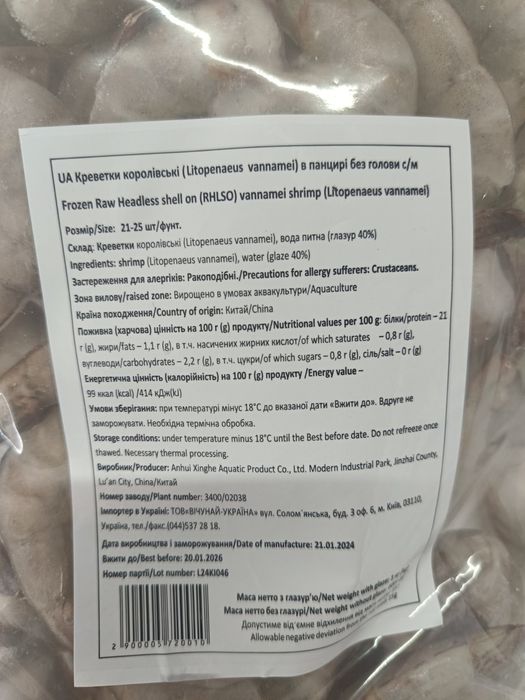 UA Креветки королівські (Litopenaeus vannamei) в панцирі без голови с/м
Frozen Raw Headless shell on (RHLSO) vannamei shrimp (Litopenaeus vannamei)
Розмір/Size: 21-25 шт/фунт.
Склад: Креветки королівські (Litopenaeus vannamei), вода питна (глазур 40%)
Ingredients: shrimp (Litopenaeus vannamei), water (glaze 40%)
Застереження для алергіків: Ракоподібні./Precautions for allergy sufferers: Crustaceans.
Зона вилову/raised zone: Вирощено в умовах аквакультури/Aquaculture
Країна походження/Country of origin: Китай/China
Поживна (харчова) цінність на 100 г (g) продукту/Nutritional values per 100 g: білки/protein – 21
г (g), жири/fats – 1,1 г (g), в т.ч. насичених жирних кислот/of which saturates – 0,8 г (g),
вуглеводи/carbohydrates – 2,2 г (g), в т.ч. цукри/of which sugars – 0,8 г (g), сіль/salt – 0 г (g)
Енергетична цінність (калорійність) на 100 г (g) продукту /Energy value –
99 ккал (kcal) /414 кДж(kJ)
Умови зберігання: при температурі мінус 18°С до вказаної дати «Вжити до». Вдруге не
заморожувати. Необхідна термічна обробка.
Storage conditions: under temperature minus 18°C until the Best before date. Do not refreeze once
thawed. Necessary thermal processing.
Виробник/Producer: Anhui Xinghe Aquatic Product Co., Ltd. Modern Industrial Park, Jinzhai County,
Lu'an City, China/Китай
Номер заводу/Plant number: 3400/02038
Імпортер в Україні: ТОВ«ВІЧУНАЙ-УКРАЇНА» вул. Солом'янська, буд. 3 оф. 6, м. Київ, 03110,
Україна, тел./факс.(044)537 28 18.
Дата виробництва і заморожування/Date of manufacture: 21.01.2024
Вжити до/Best before: 20.01.2026
Номер партії/Lot number: L24KI046
Маса нетто з глазур'ю/Net weight with glaze:
Маса нетто без глазурі/Net weight without glaze
Допустиме від'ємне відхилення
Allowable negative deviation from
2 900005 720010